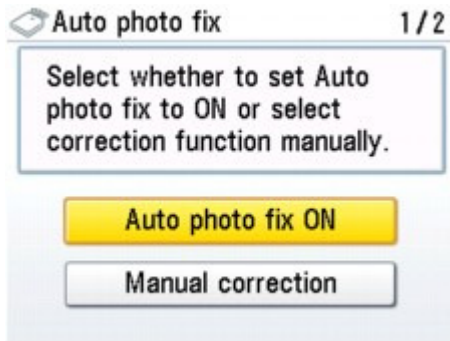 Auto photo fix 1/2
Select whether to set Auto
photo fix to ON or select
correction function manually.
Auto photo fix ON
Manual correction